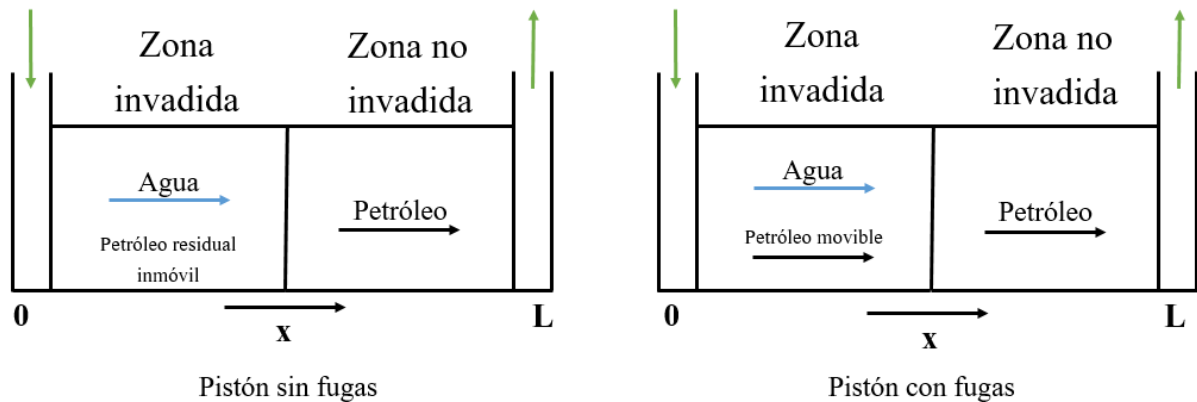 Zona
invadida
Zona no
invadida
Agua
Petróleo
Petróleo residual
inmóvil
0
x
L
Pistón sin fugas
Zona
invadida
Zona no
invadida
Agua
Petróleo
Petróleo movible
0
x
L
Pistón con fugas